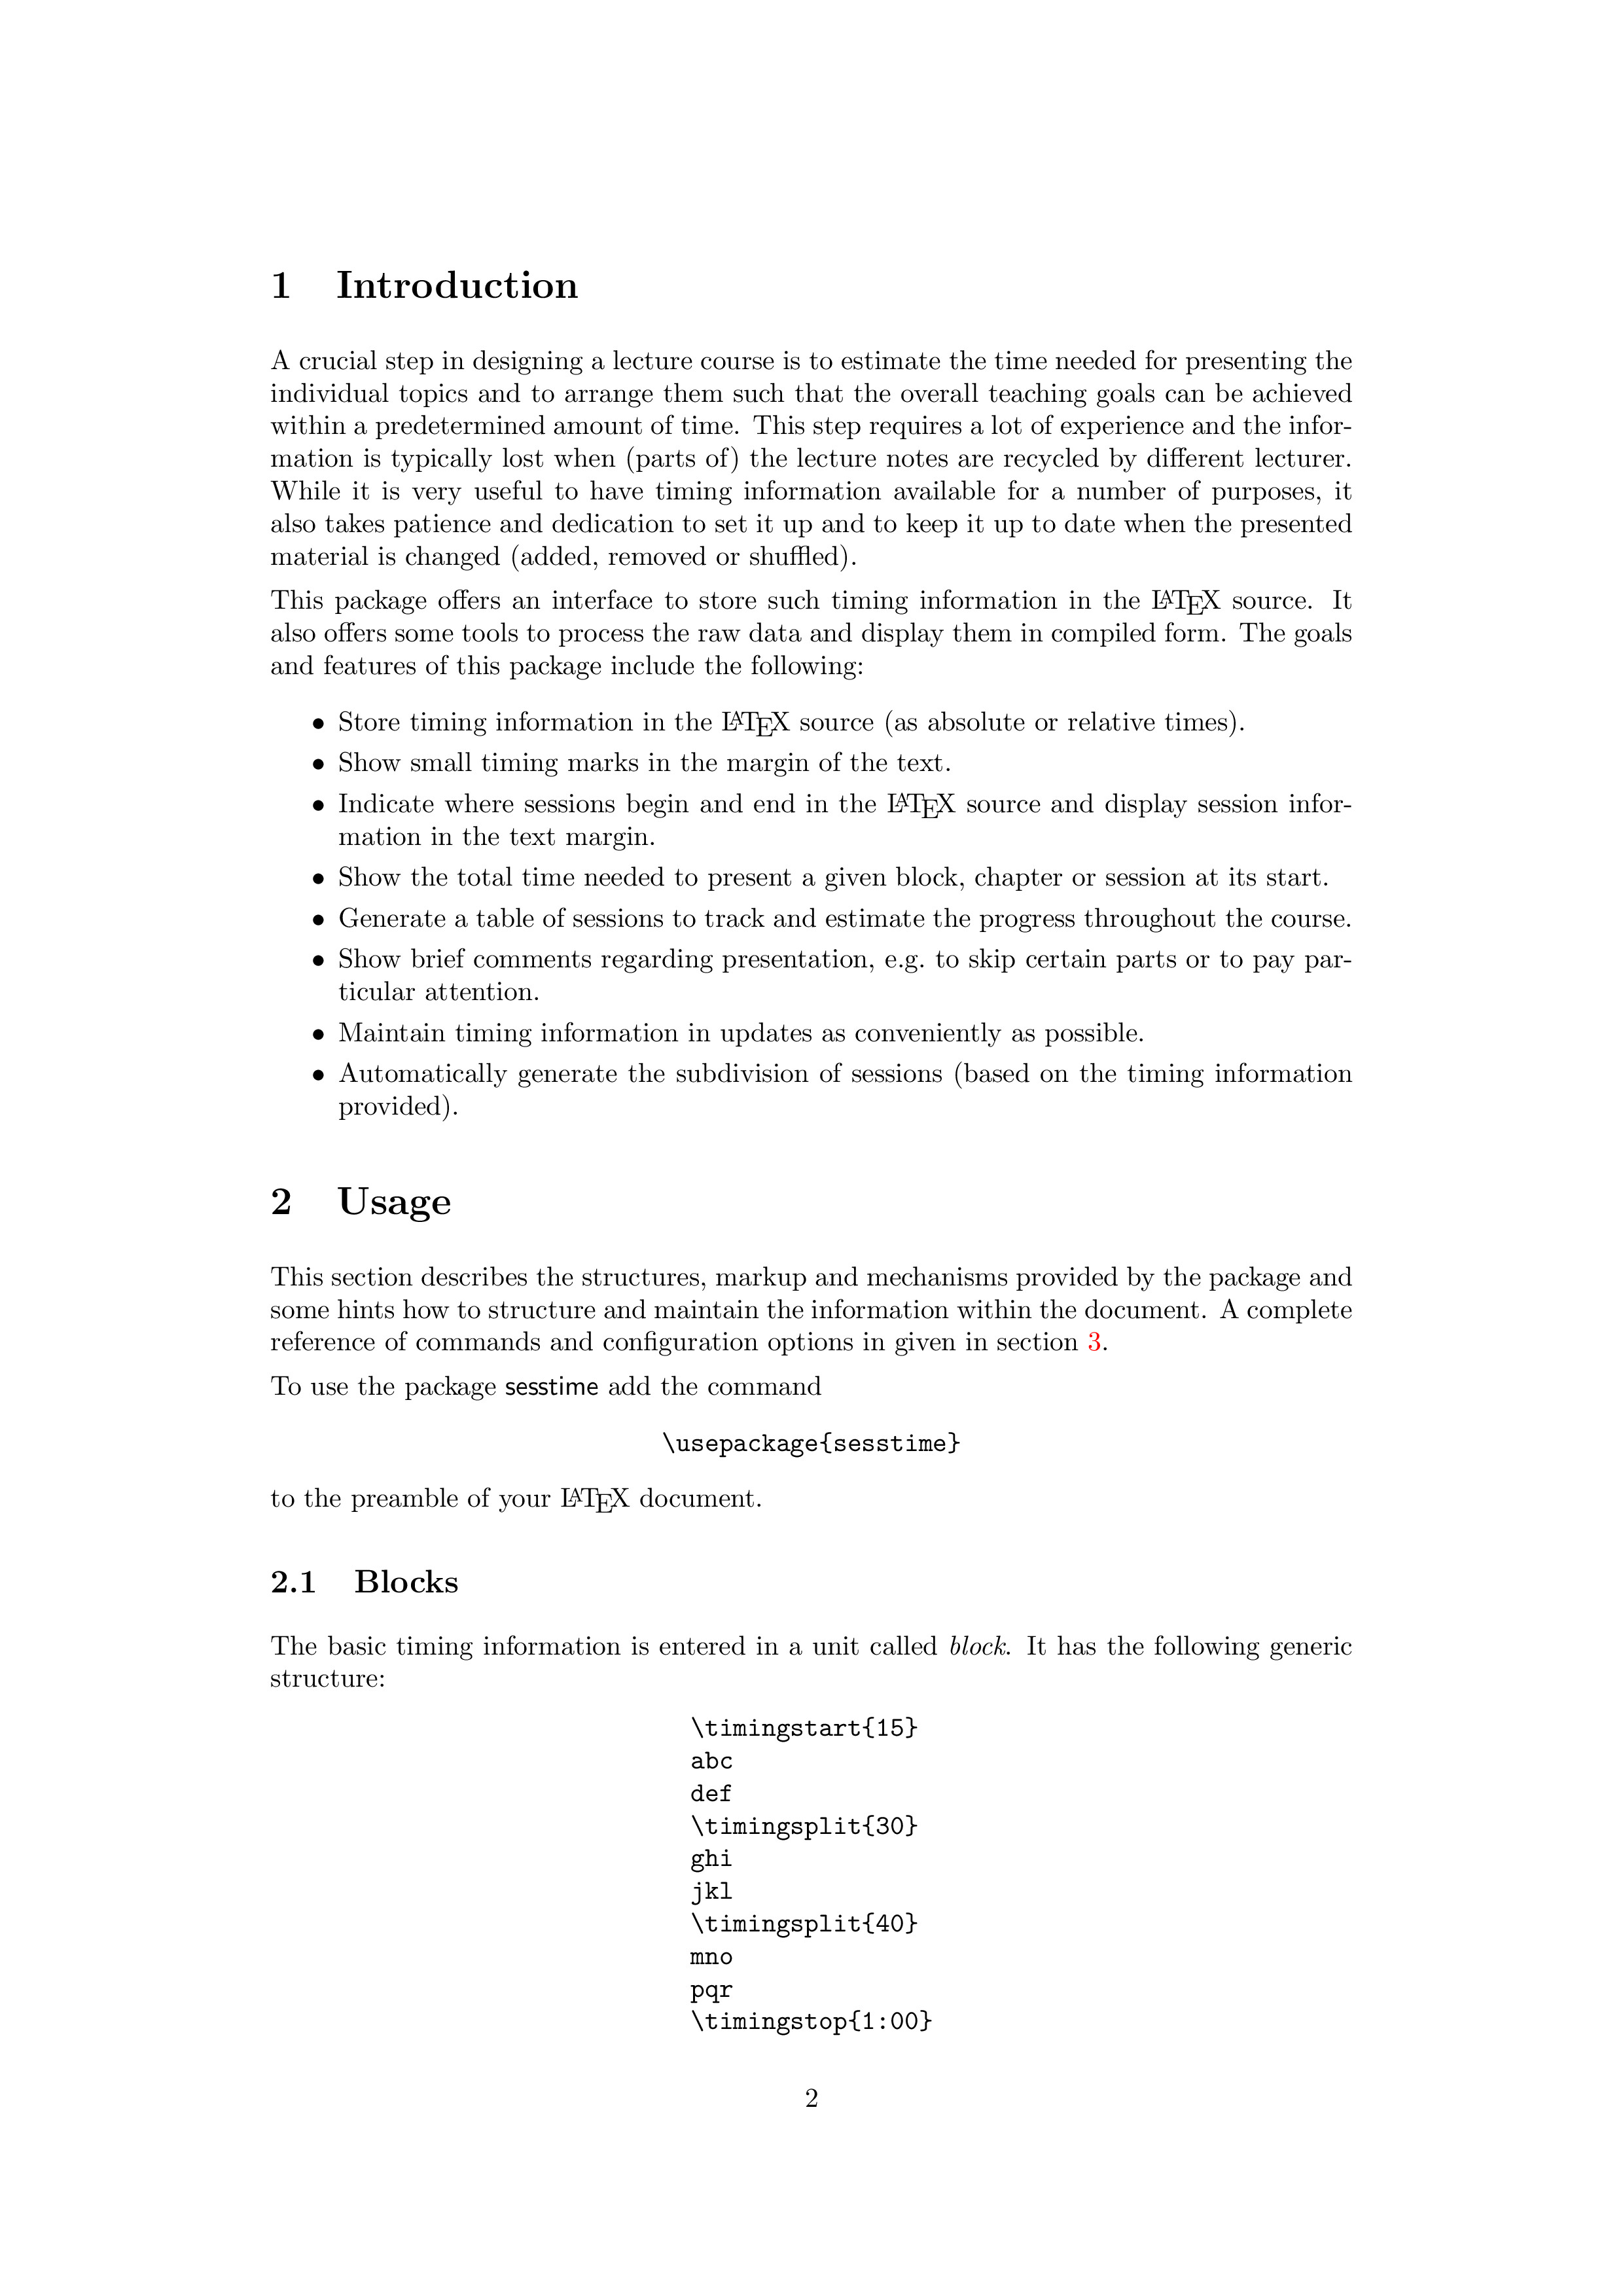 1 Introduction
A crucial step in designing a lecture course is to estimate the time needed for presenting the
individual topics and to arrange them such that the overall teaching goals can be achieved
within a predetermined amount of time. This step requires a lot of experience and the infor-
mation is typically lost when (parts of) the lecture notes are recycled by different lecturer.
While it is very useful to have timing information available for a number of purposes, it
also takes patience and dedication to set it up and to keep it up to date when the presented
material is changed (added, removed or shuffled).
This package offers an interface to store such timing information in the LATEX source. It
also offers some tools to process the raw data and display them in compiled form. The goals
and features of this package include the following:
• Store timing information in the LATEX source (as absolute or relative times).
• Show small timing marks in the margin of the text.
• Indicate where sessions begin and end in the LATEX source and display session infor-
mation in the text margin.
• Show the total time needed to present a given block, chapter or session at its start.
• Generate a table of sessions to track and estimate the progress throughout the course.
• Show brief comments regarding presentation, e.g. to skip certain parts or to pay par-
ticular attention.
• Maintain timing information in updates as conveniently as possible.
• Automatically generate the subdivision of sessions (based on the timing information
provided).
2 Usage
This section describes the structures, markup and mechanisms provided by the package and
some hints how to structure and maintain the information within the document. A complete
reference of commands and configuration options in given in section 3.
To use the package sesstime add the command
\usepackage{sesstime}
to the preamble of your LATEX document.
2.1 Blocks
The basic timing information is entered in a unit called block. It has the following generic
structure:
\timingstart{15}
abc
def
\timingsplit{30}
ghi
jkl
\timingsplit{40}
mno
pqr
\timingstop{1:00}
2